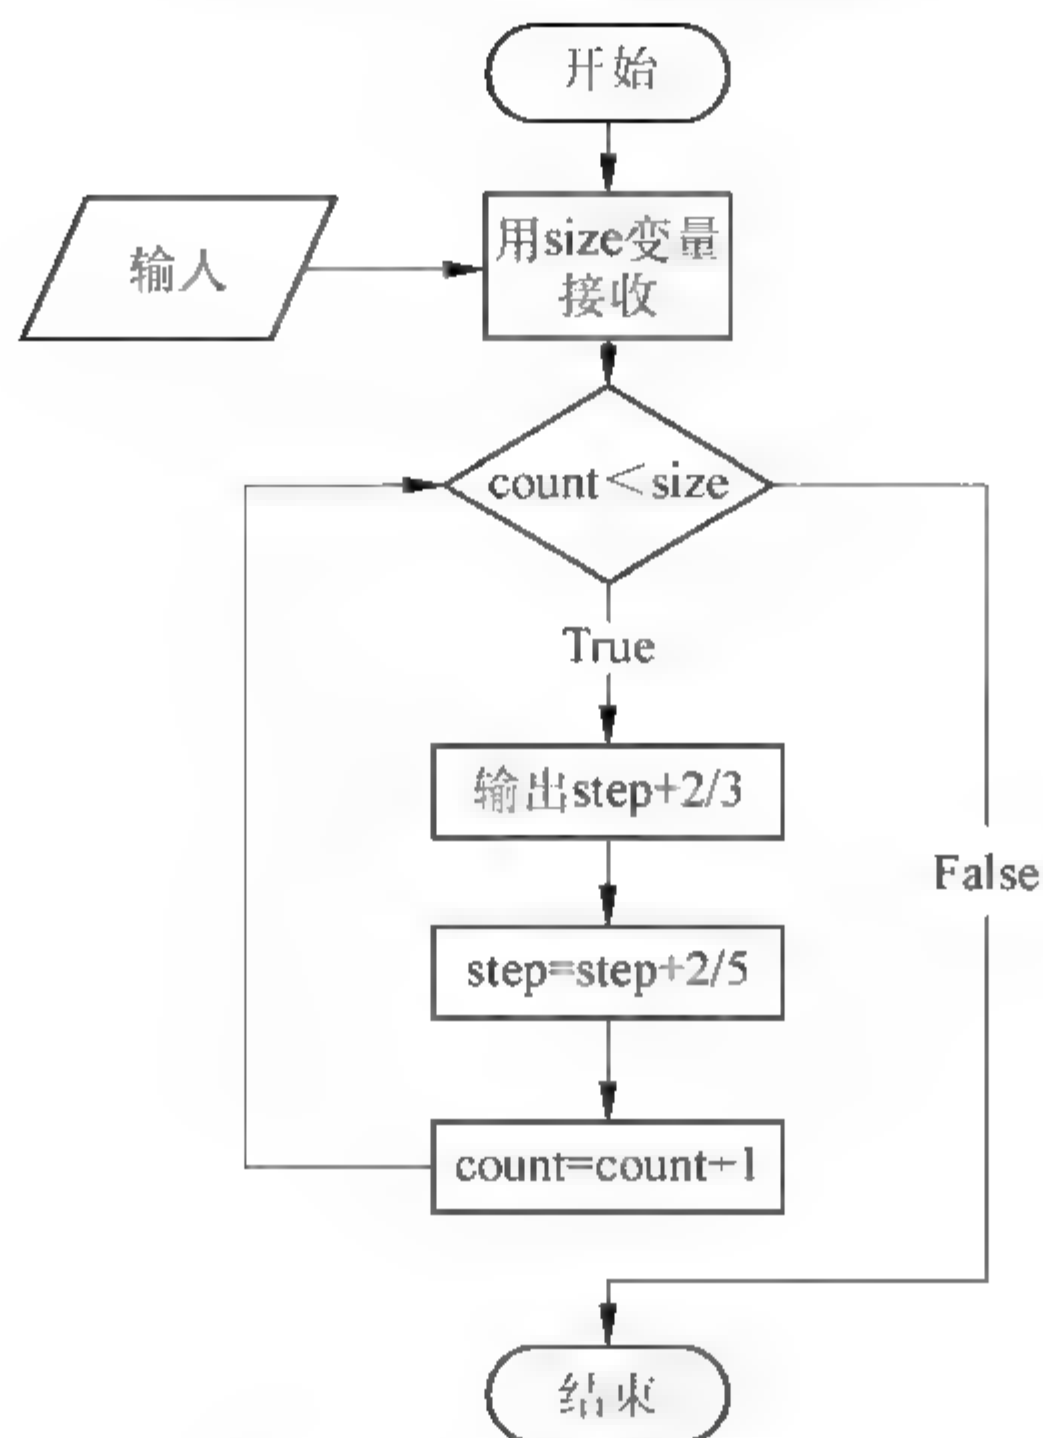 开始
输人
用size变量
接收
count<size
True
输出step+2/3
False
step=step+2/5
count=count+1
结束